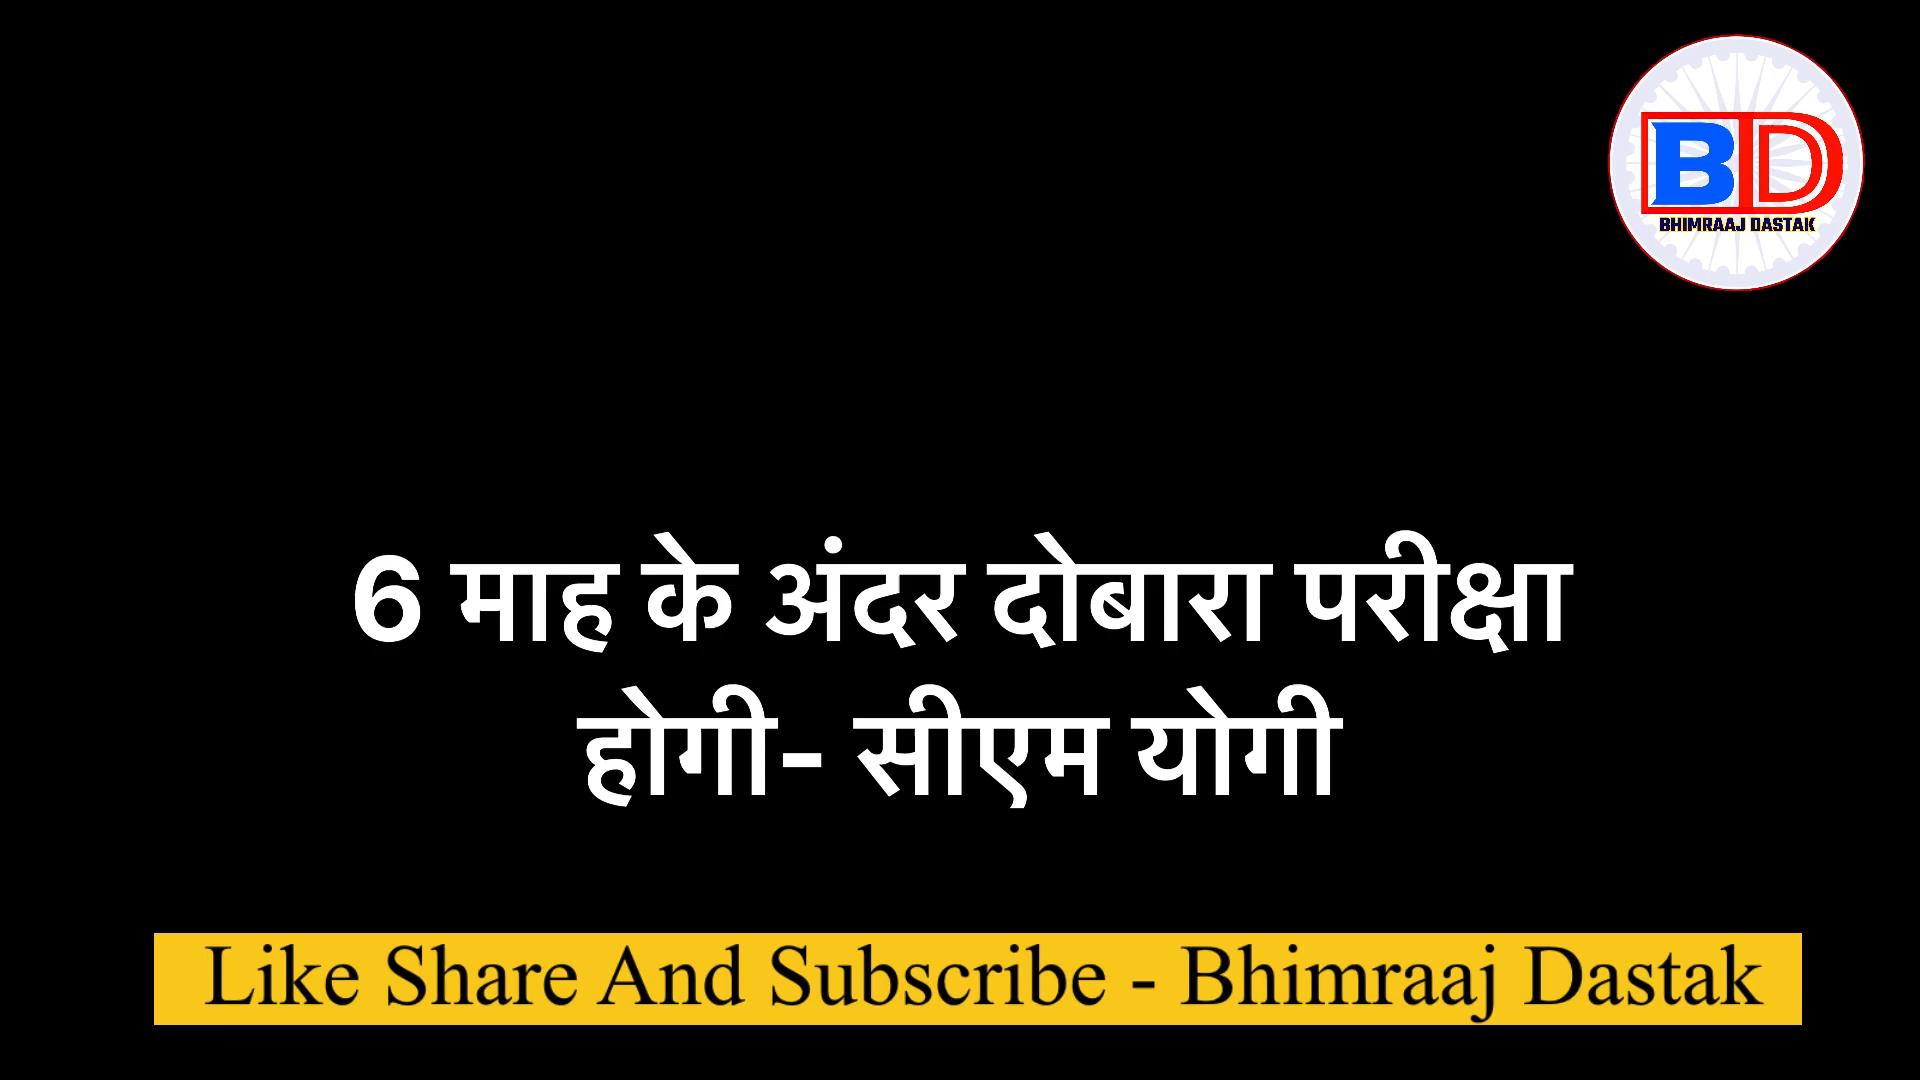 BD
BHIMRAAJ DASTAK
6 माह के अंदर दोबारा परीक्षा
होगी- सीएम योगी
Like Share And Subscribe - Bhimraaj Dastak